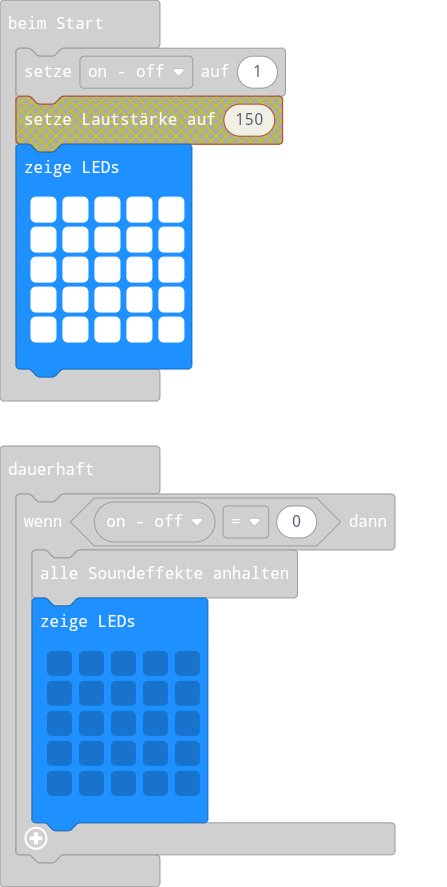 beim Start
setze on - off auf 1
setze Lautstärke auf 150
zeige LEDs
dauerhaft
wenn on - off = 0 dann
alle Soundeffekte anhalten
zeige LEDs